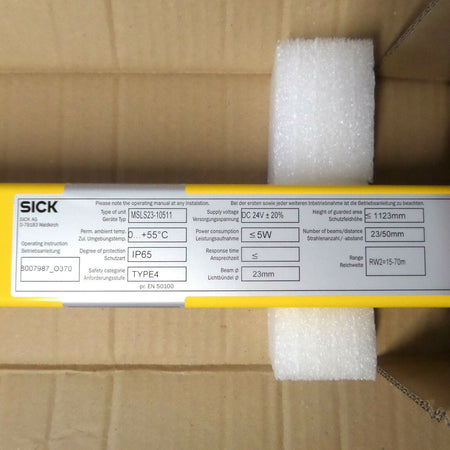 SICK
SICK AG
D-79183 Waldkirch
Operating Instruction
Betriebsanleitung
8007987_O370
Please note the operating manual at any instalation.
Type of unit
Geräte Typ
MSLS23-10511
Perm. ambient temp.
Zul. Umgebungstemp.
0.. +55°C
Degree of protection
Schutzart
IP65
Safety categorie
Anforderungsstufe
TYPE4
pr. EN 50100
Bei der ersten sowie jeder weiteren Inbetriebnahme ist die Betriebsanleitung zu beachten.
Supply voltage
Versorgungsspannung
DC 24V ± 20%
Power consumption
Leistungsaufnahme
≤ 5W
Response time
Ansprechzeit
≤
Beam Ø
Lichtbündel Ø
23mm
Height of guarded area
Schutzfeldhöhe
≤ 1123mm
Number of beams/distance
Strahlenanzahl/ -abstand
23/50mm
Range
Reichweite
RW2=15-70m